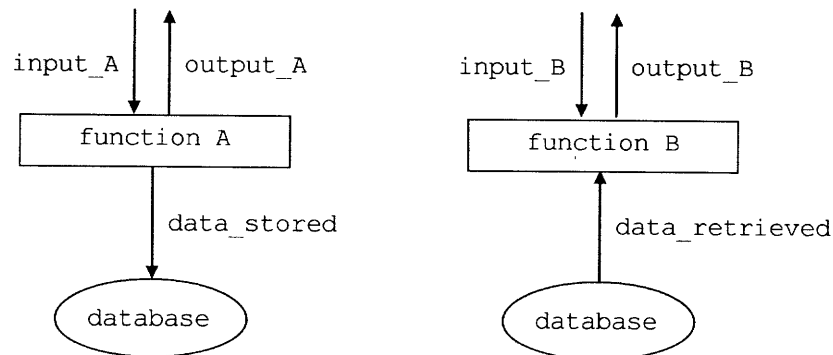 input_A
output_A
function A
data_stored
database
input_B
output_B
function B
data_retrieved
database